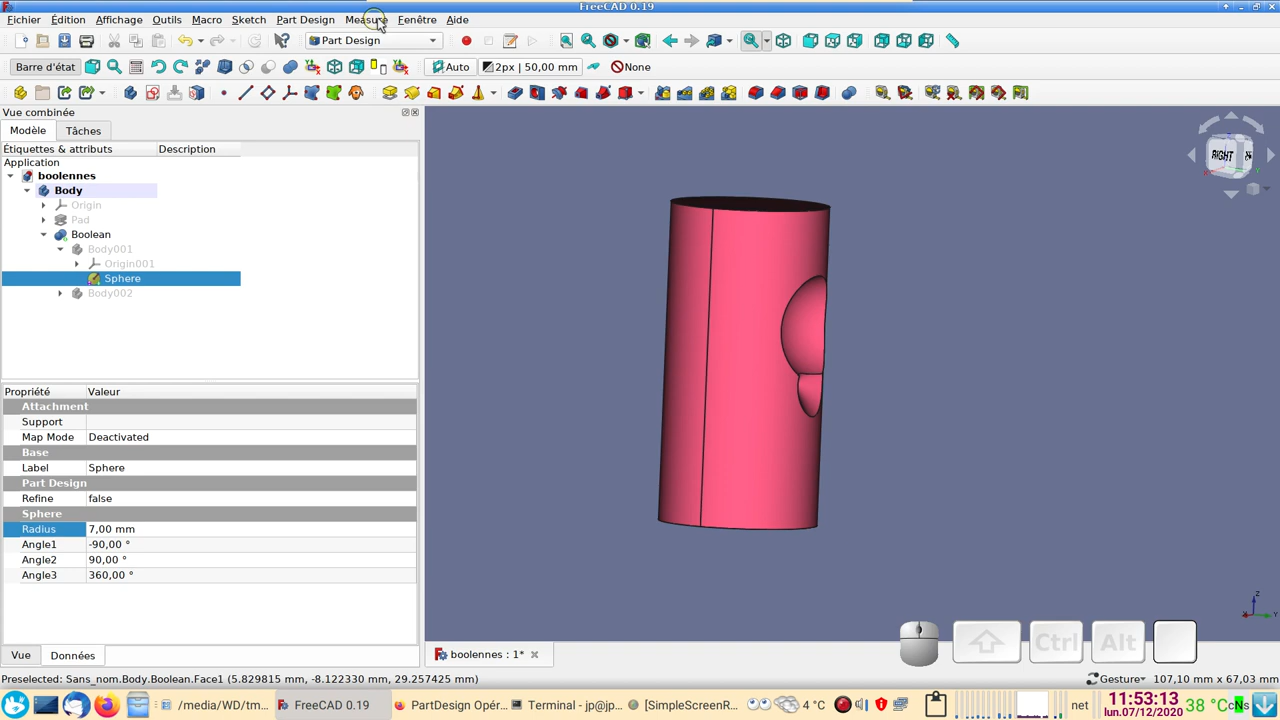 FreeCAD 0.19
Fichier Édition Affichage Outils Macro Sketch Part Design Measure Fenêtre Aide
Part Design
Barre d'état Auto 2px | 50,00 mm None
Vue combinée
Modèle Tâches
Étiquettes & attributs Description
Application
boolennes
Body
Origin
Pad
Boolean
Body001
Origin001
Sphere
Body002
Propriété Valeur
Attachment
Support
Map Mode Deactivated
Base
Label Sphere
Part Design
Refine false
Sphere
Radius 7,00 mm
Angle1 -90,00 °
Angle2 90,00 °
Angle3 360,00 °
Vue Données
RIGHT
Z
Ctrl Alt
boolennes : 1*
Preselected: Sans_nom.Body.Boolean.Face1 (5.829815 mm, -8.122330 mm, 29.257425 mm)
Gesture 107,10 mm x 67,03 mm
/media/WD/tm... FreeCAD 0.19 PartDesign Opér... Terminal - jp@jp... [SimpleScreenR... 4 °C net 11:53:13 38 °C
lun.07/12/2020